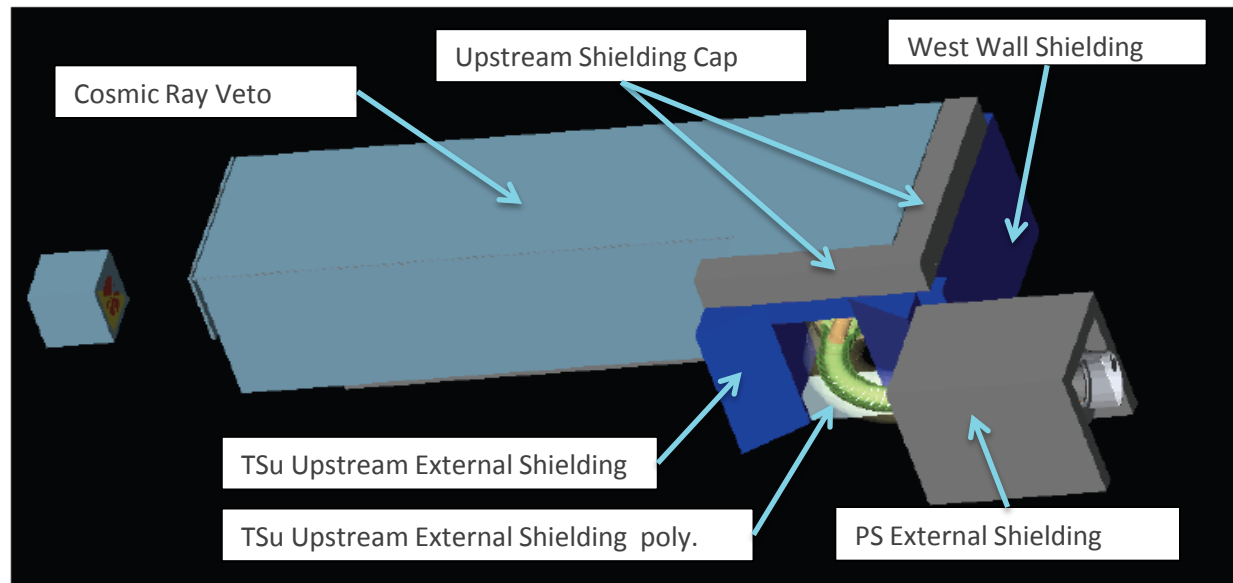 Upstream Shielding Cap
West Wall Shielding
Cosmic Ray Veto
TSu Upstream External Shielding
TSu Upstream External Shielding  poly.
PS External Shielding